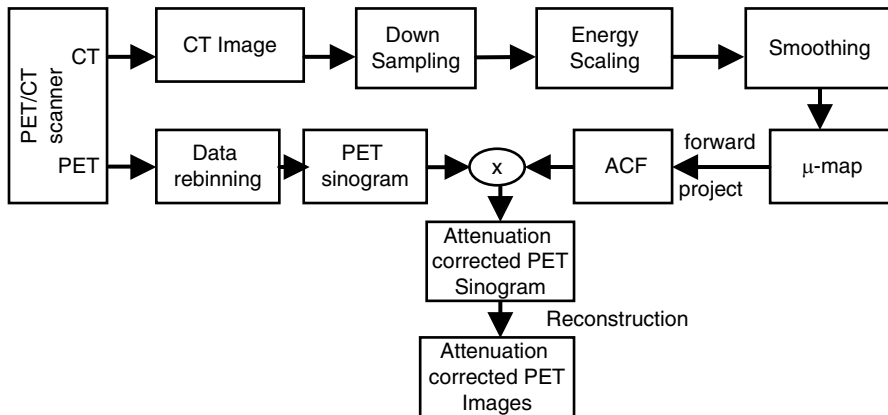 PET/CT
scanner
CT
PET
CT Image
Down
Sampling
Energy
Scaling
Smoothing
Data
rebinning
PET
sinogram
x
ACF
forward
project
μ-map
Attenuation
corrected PET
Sinogram
Reconstruction
Attenuation
corrected PET
Images